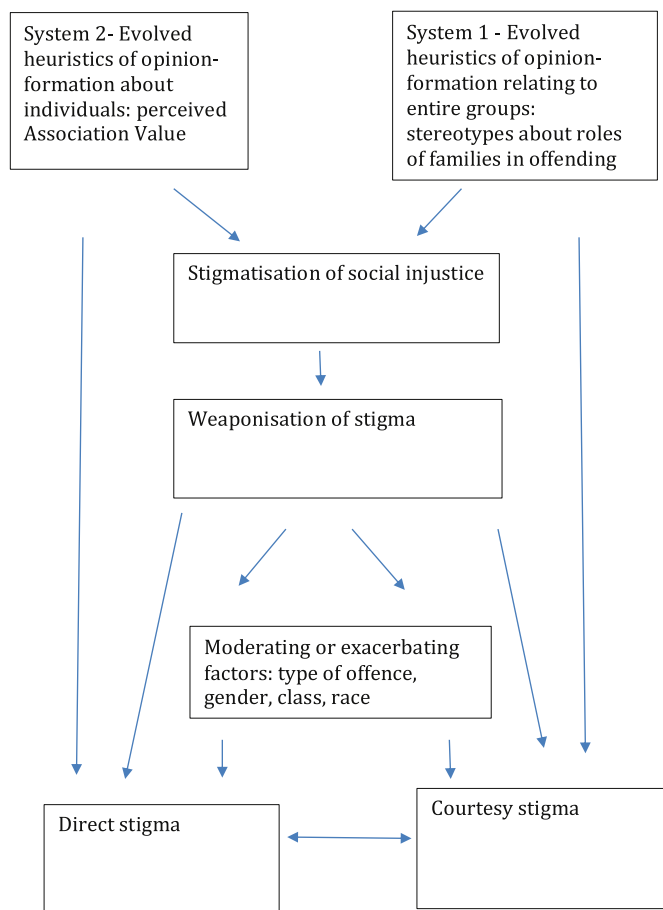 System 2- Evolved
heuristics of opinion-
formation about
individuals: perceived
Association Value
System 1 - Evolved
heuristics of opinion-
formation relating to
entire groups:
stereotypes about roles
of families in offending
Stigmatisation of social injustice
Weaponisation of stigma
Moderating or exacerbating
factors: type of offence,
gender, class, race
Direct stigma
Courtesy stigma